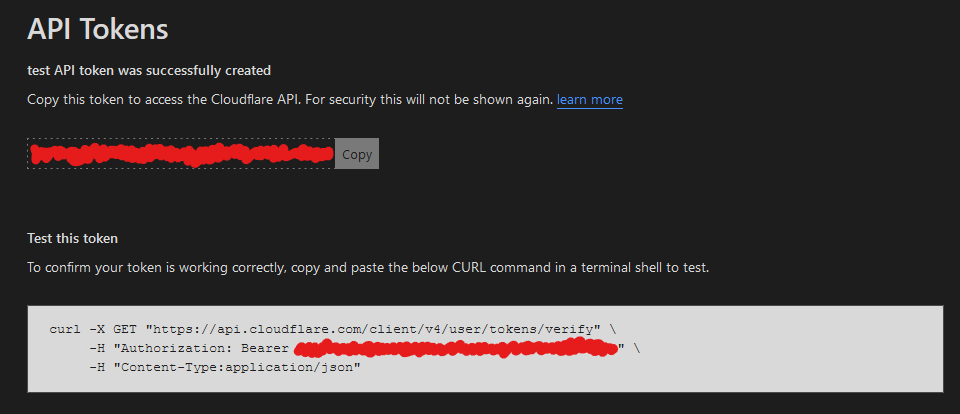 API Tokens
test API token was successfully created
Copy this token to access the Cloudflare API. For security this will not be shown again. learn more
Copy
Test this token
To confirm your token is working correctly, copy and paste the below CURL command in a terminal shell to test.
curl -X GET "https://api.cloudflare.com/client/v4/user/tokens/verify" \
-H "Authorization: Bearer " \
-H "Content-Type:application/json"